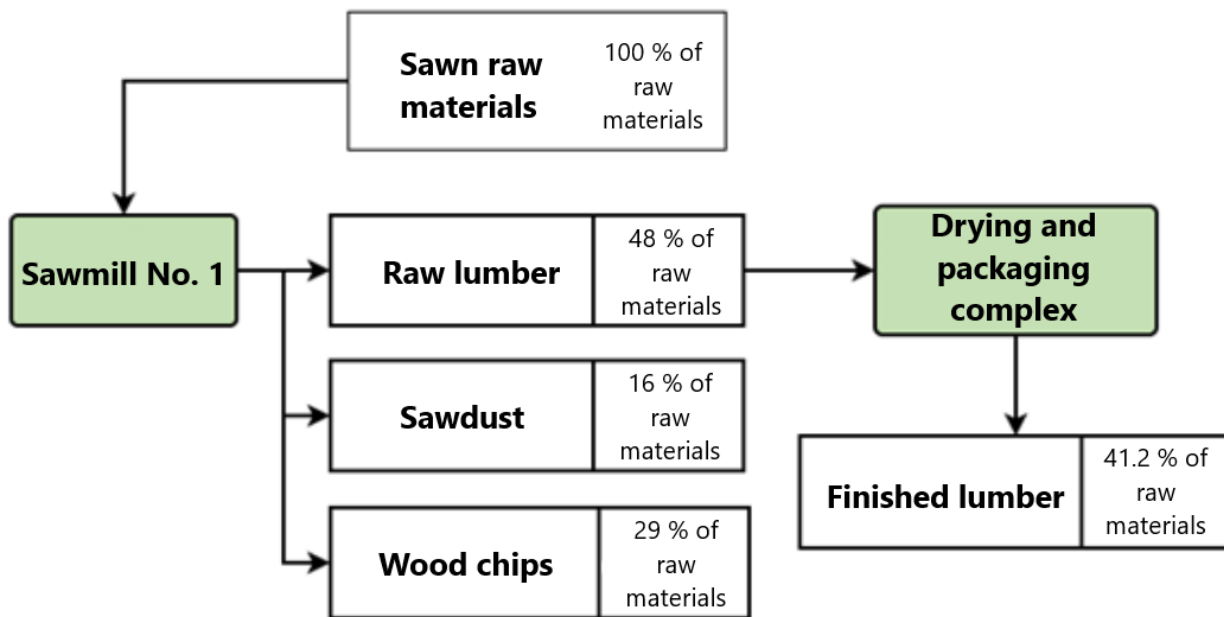 Sawn raw
materials
100 % of
raw
materials
Sawmill No. 1
Raw lumber
48 % of
raw
materials
Drying and
packaging
complex
Sawdust
16 % of
raw
materials
Finished lumber
41.2 % of
raw
materials
Wood chips
29 % of
raw
materials